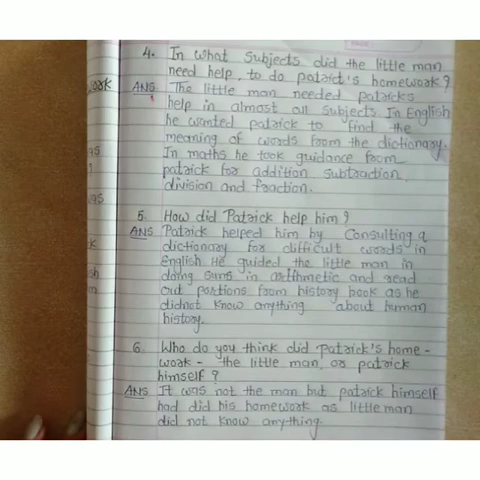 4. In what subjects did the little man
need help, to do patrict's homework?
work ANS The little man needed patricks
help in almost all subjects In English
he wanted patrick to find the
meaning of words from the dictionary.
In maths he took guidance from
patrick for addition subtraction
division and fraction.
5. How did Patrick help him?
ANS Patrick helped him by Consulting a
dictionary for difficult words in
English. He guided the little man in
doing sums in arithmetic and read
out portions from history book as he
didnot know anything about human
history.
6. Who do you think did Patrick's home-
work- the little man, or patrick
himself?
ANS It was not the man but patrick himself
had did his homework as little man
did not know anything.